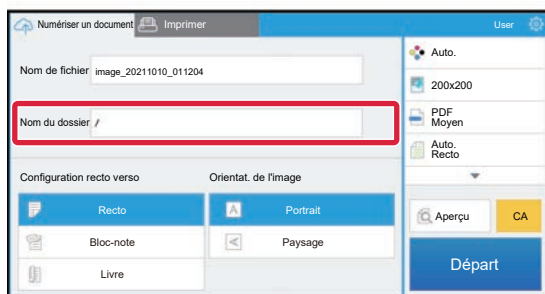 Numériser un document
Imprimer
User
Nom de fichier image_20211010_011204
Nom du dossier /
Configuration recto verso
Orientat. de l'image
Recto
Portrait
Bloc-note
Paysage
Livre
Auto.
200x200
PDF
Moyen
Auto.
Recto
Aperçu
CA
Départ